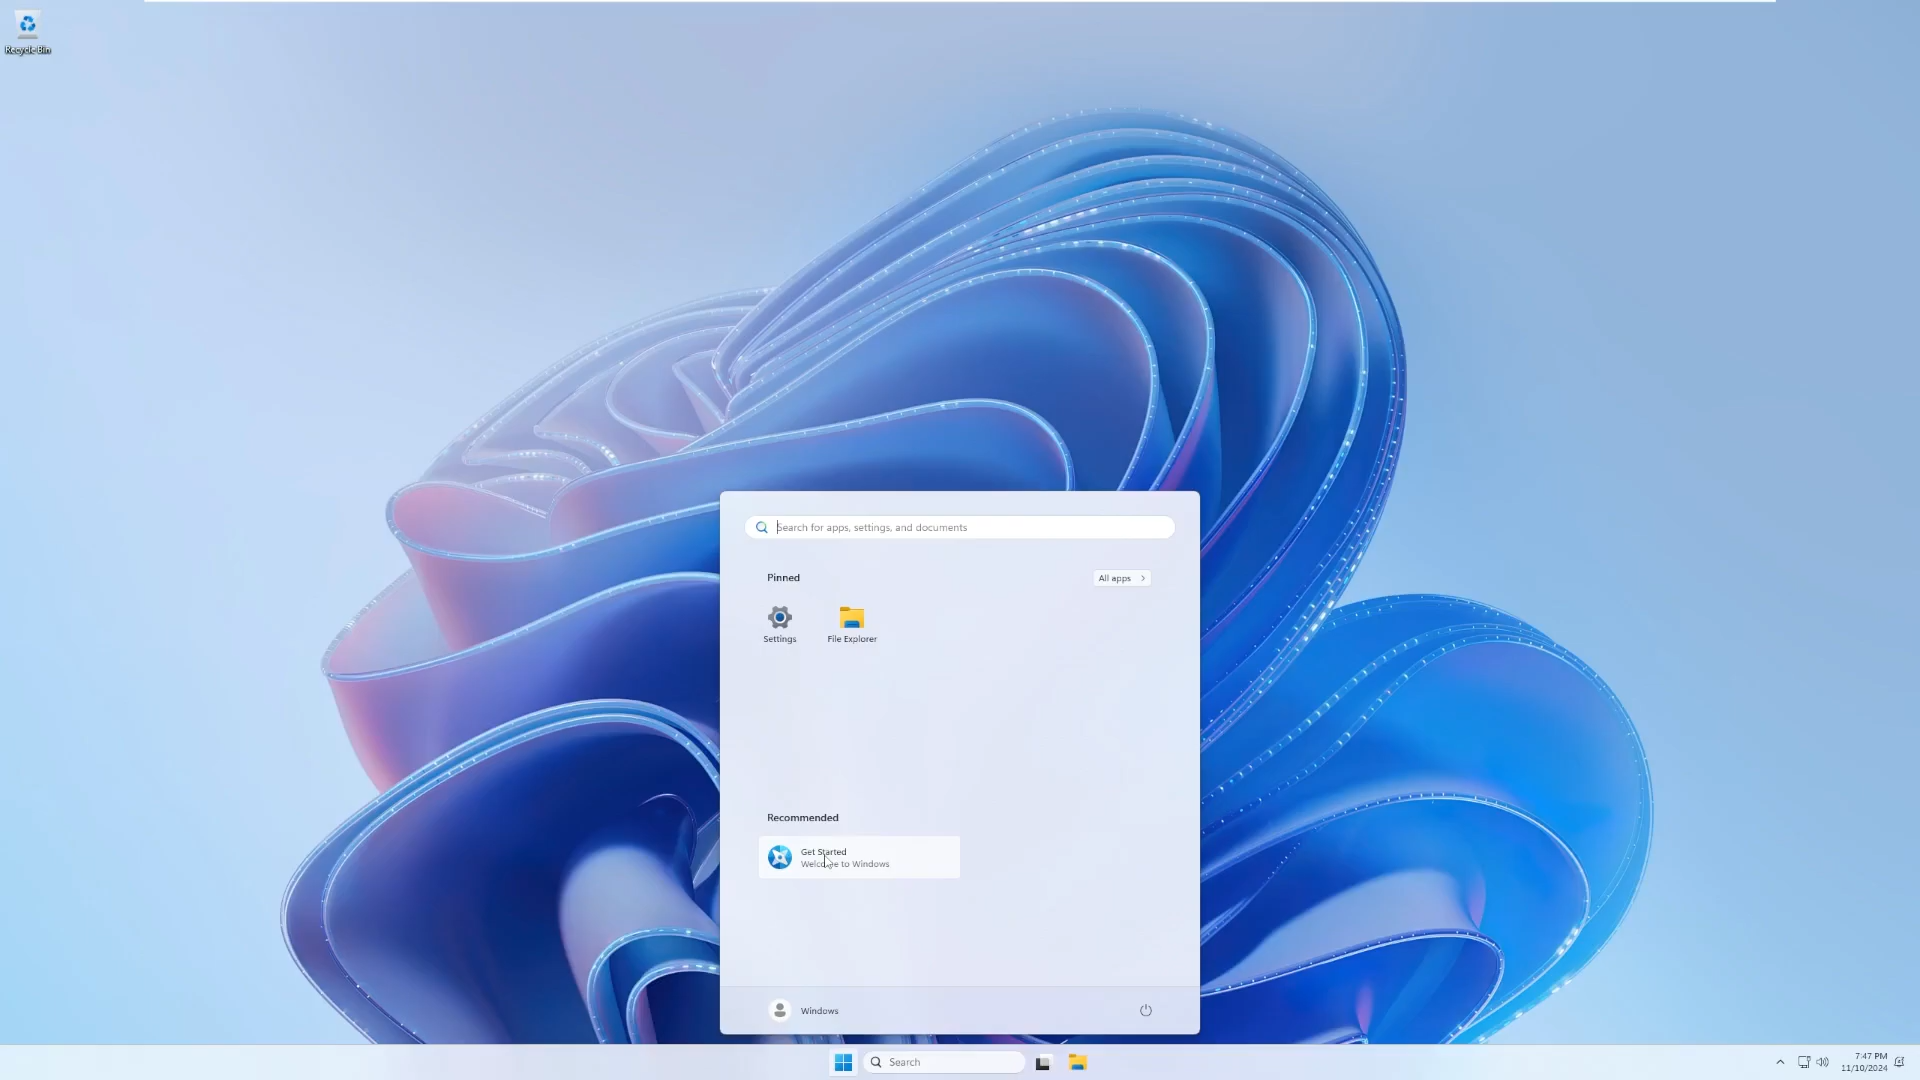 Recycle Bin
Search for apps, settings, and documents
Pinned
All apps
Settings
File Explorer
Recommended
Get Started
Welcome to Windows
Windows
Search
7:47 PM
11/10/2024